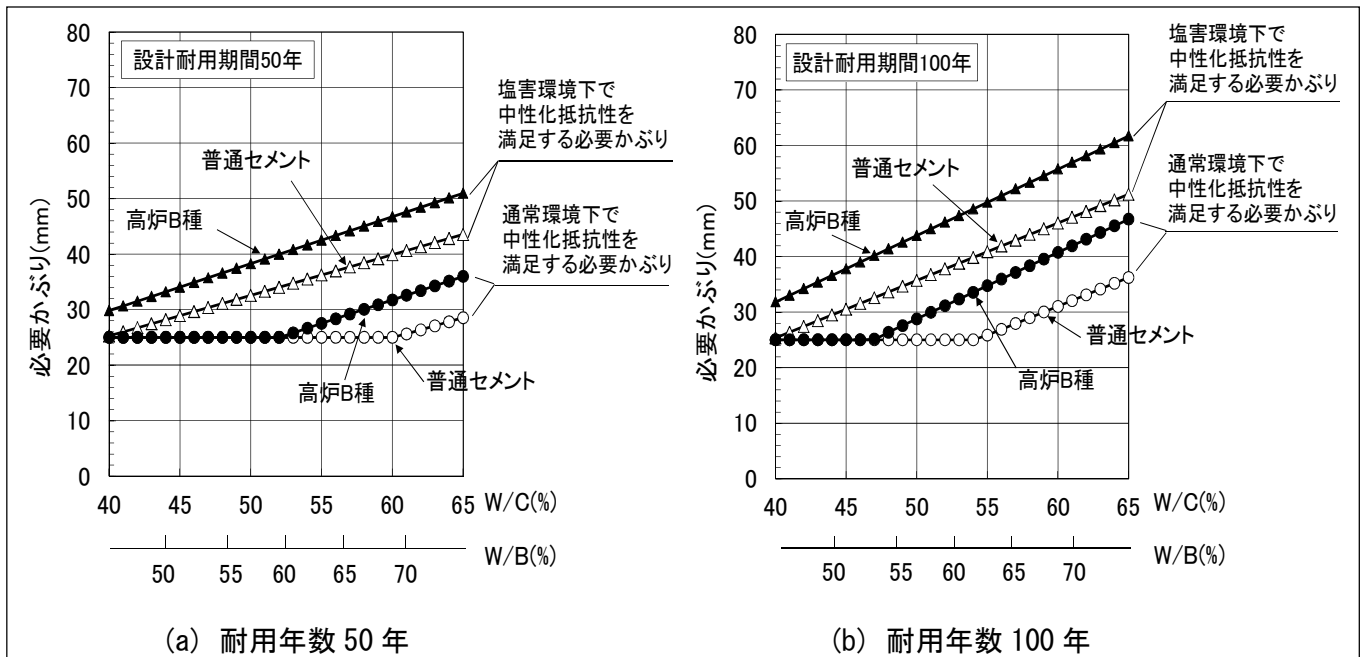 設計耐用期間50年
塩害環境下で
中性化抵抗性を
満足する必要かぶり
普通セメント
高炉B種
通常環境下で
中性化抵抗性を
満足する必要かぶり
高炉B種
普通セメント
必要かぶり(mm)
80
70
60
50
40
30
20
10
0
40 45 50 55 60 65 W/C(%)
50 55 60 65 70 W/B(%)
(a) 耐用年数 50 年
設計耐用期間100年
塩害環境下で
中性化抵抗性を
満足する必要かぶり
普通セメント
高炉B種
通常環境下で
中性化抵抗性を
満足する必要かぶり
普通セメント
高炉B種
必要かぶり(mm)
80
70
60
50
40
30
20
10
0
40 45 50 55 60 65 W/C(%)
50 55 60 65 70 W/B(%)
(b) 耐用年数 100 年